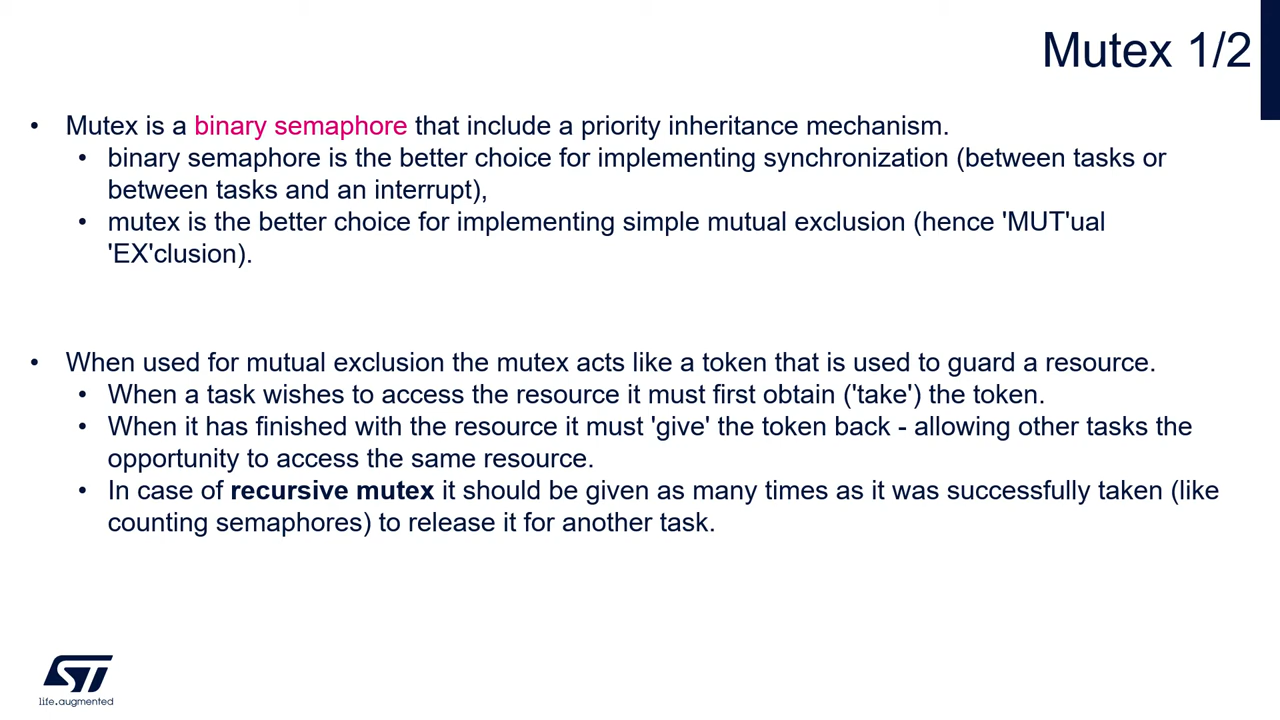 Mutex 1/2
• Mutex is a binary semaphore that include a priority inheritance mechanism.
• binary semaphore is the better choice for implementing synchronization (between tasks or
between tasks and an interrupt),
• mutex is the better choice for implementing simple mutual exclusion (hence 'MUT'ual
'EX'clusion).
• When used for mutual exclusion the mutex acts like a token that is used to guard a resource.
• When a task wishes to access the resource it must first obtain ('take') the token.
• When it has finished with the resource it must 'give' the token back - allowing other tasks the
opportunity to access the same resource.
• In case of recursive mutex it should be given as many times as it was successfully taken (like
counting semaphores) to release it for another task.
ST
life.augmented